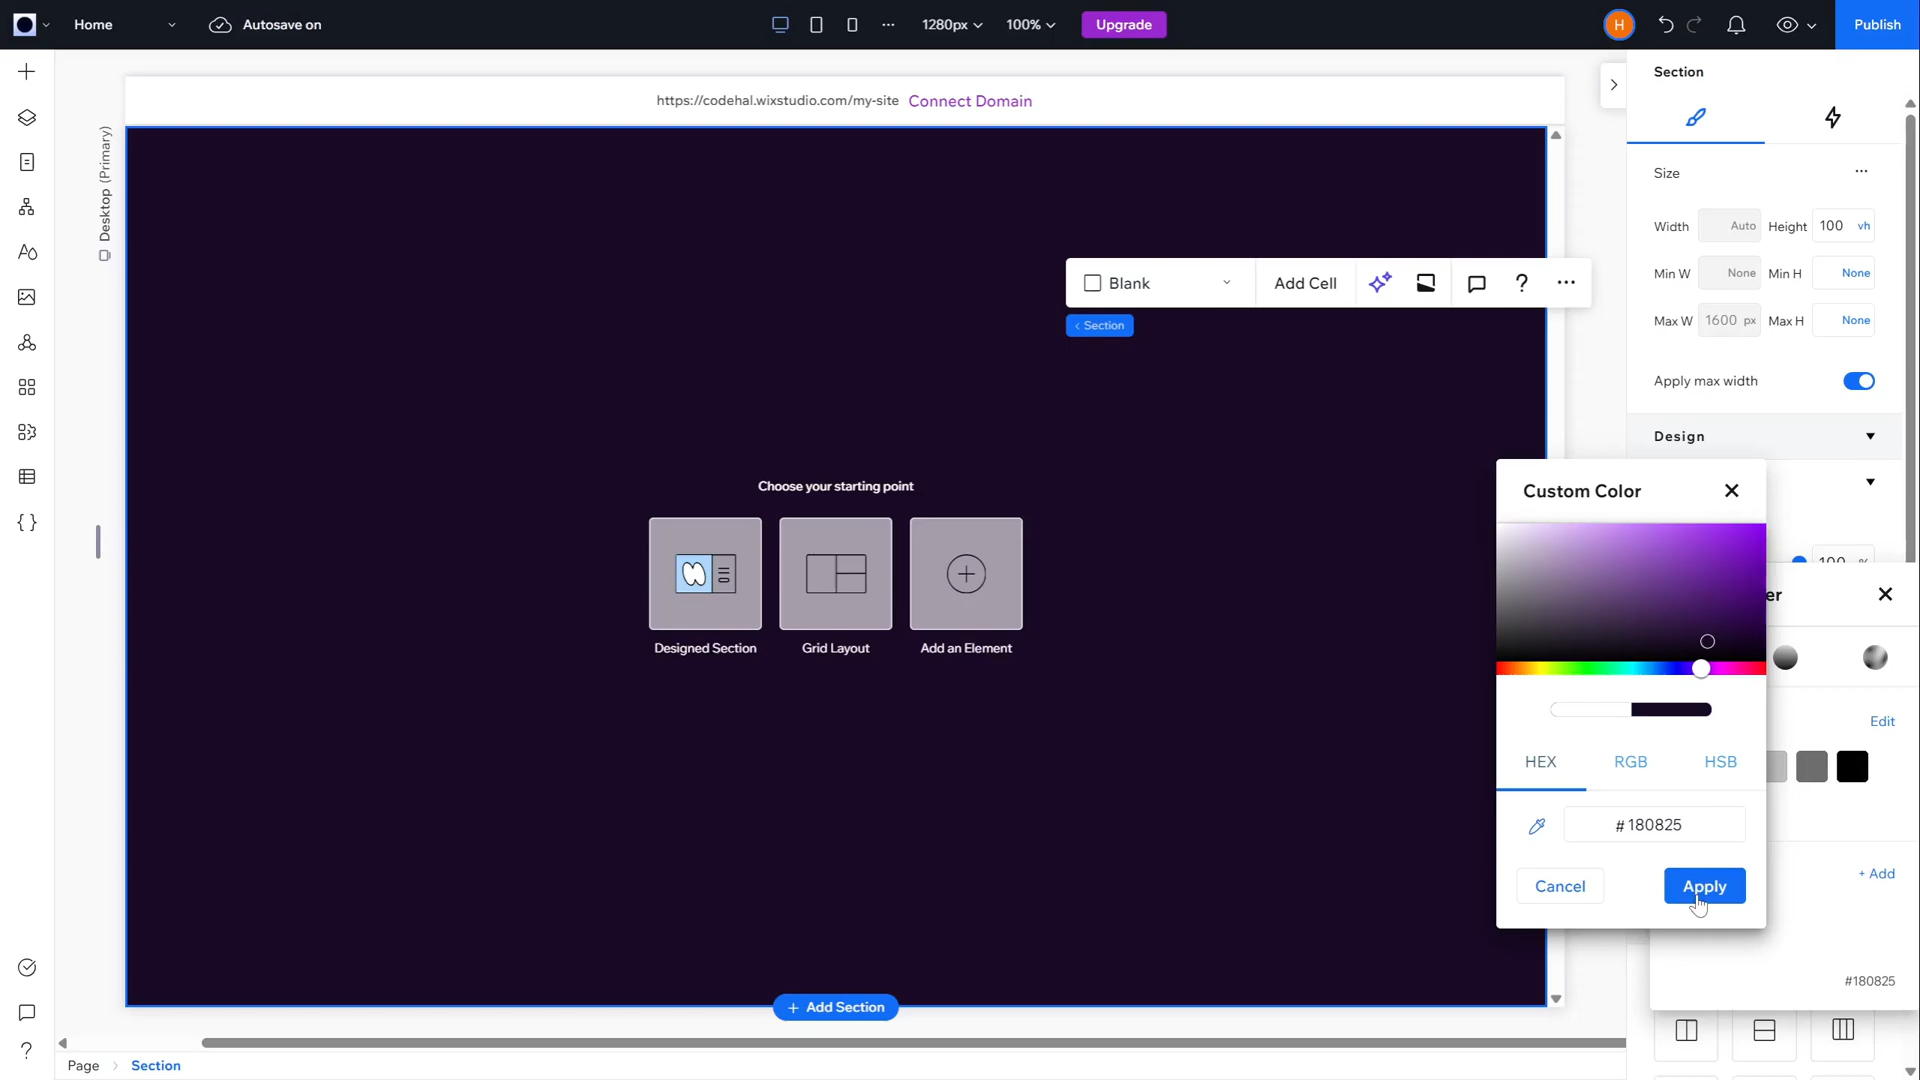 Home
Autosave on
1280px
100%
Upgrade
H
Publish
https://codehal.wixstudio.com/my-site Connect Domain
Desktop (Primary)
Blank
Add Cell
< Section
Choose your starting point
Designed Section
Grid Layout
Add an Element
+ Add Section
Page > Section
Section
Size
Width Auto Height 100 vh
Min W None Min H None
Max W 1600 px Max H None
Apply max width
Design
100 %
Custom Color
HEX RGB HSB
#180825
Cancel Apply
er
Edit
+ Add
#180825